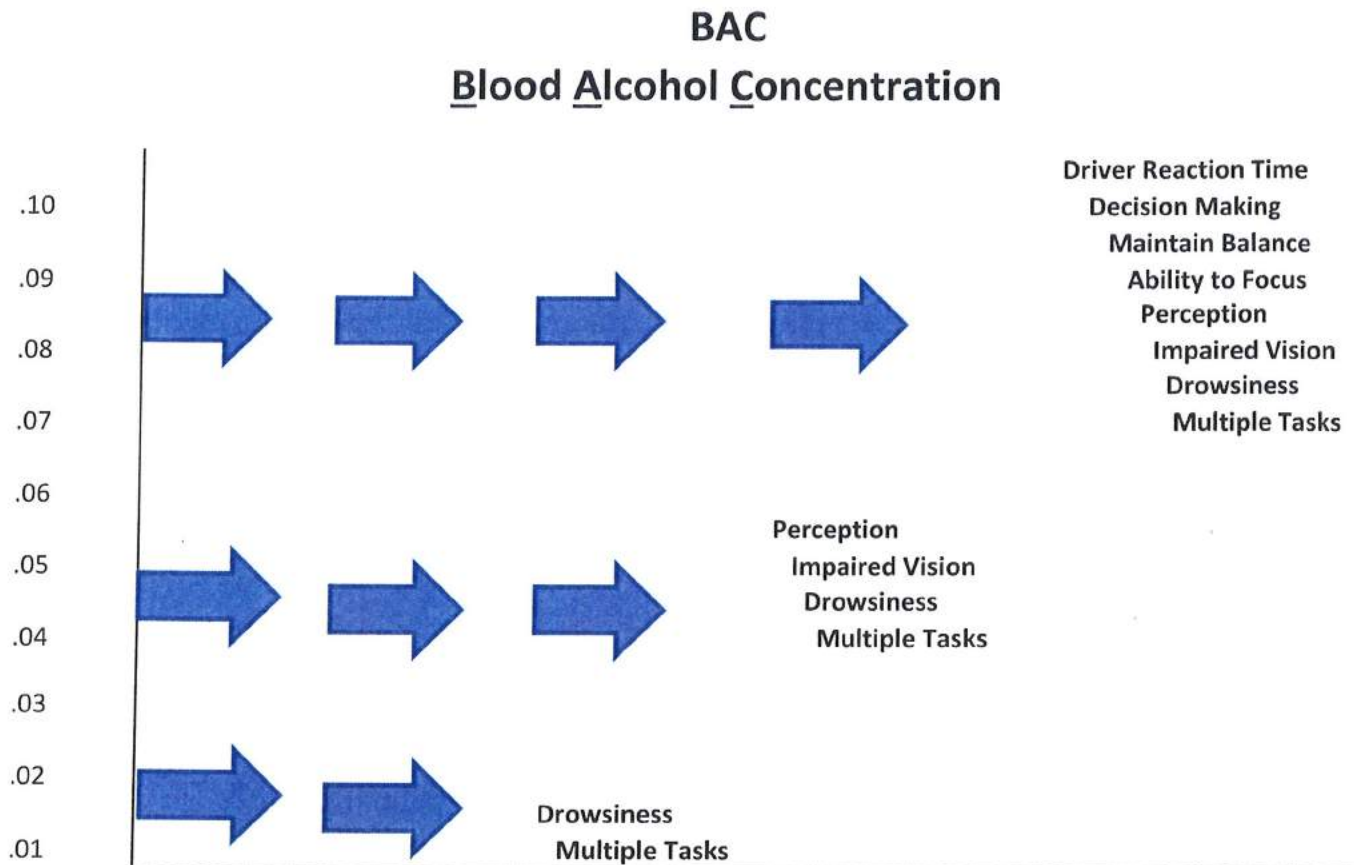 BAC
Blood Alcohol Concentration
.10
.09
.08
.07
.06
.05
.04
.03
.02
.01
Driver Reaction Time
Decision Making
Maintain Balance
Ability to Focus
Perception
Impaired Vision
Drowsiness
Multiple Tasks
Perception
Impaired Vision
Drowsiness
Multiple Tasks
Drowsiness
Multiple Tasks